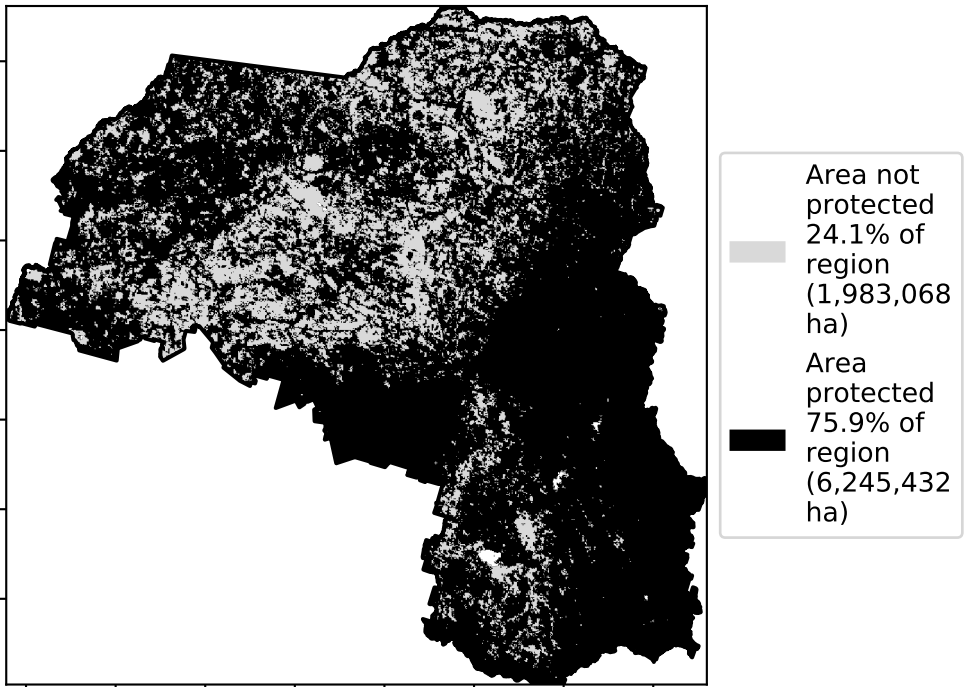 Area not
protected
24.1% of
region
(1,983,068
ha)
Area
protected
75.9% of
region
(6,245,432
ha)